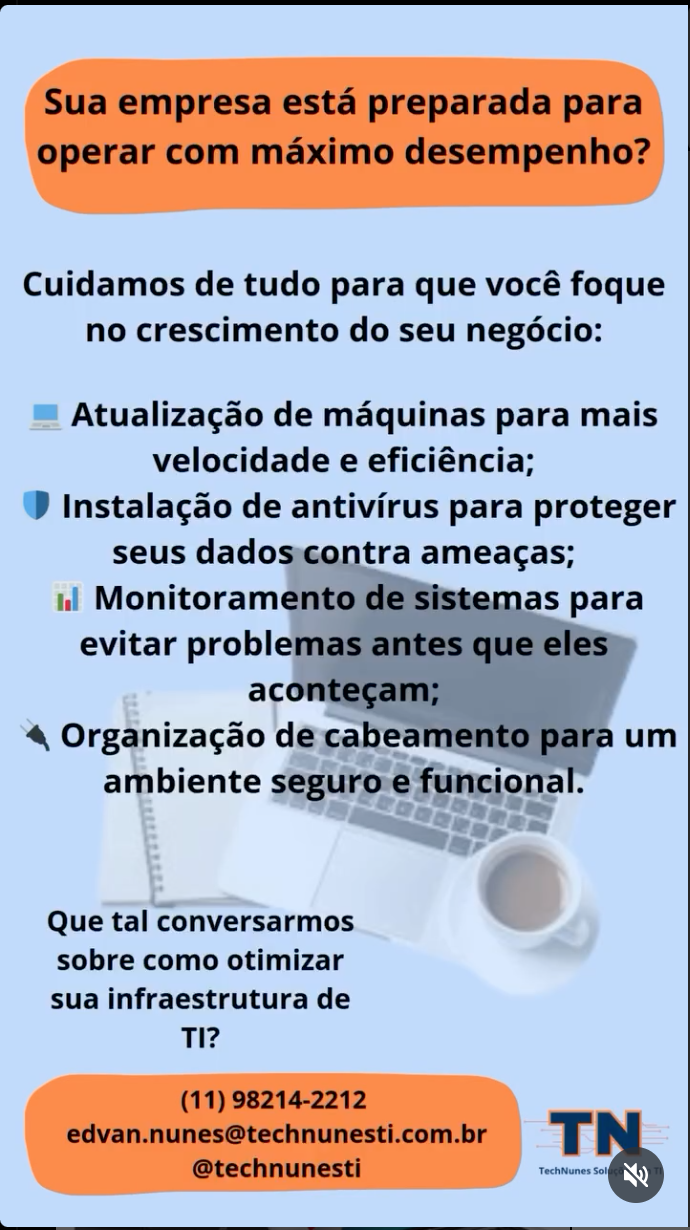 Sua empresa está preparada para
operar com máximo desempenho?
Cuidamos de tudo para que você foque
no crescimento do seu negócio:
💻 Atualização de máquinas para mais
velocidade e eficiência;
🛡️ Instalação de antivírus para proteger
seus dados contra ameaças;
📊 Monitoramento de sistemas para
evitar problemas antes que eles
aconteçam;
🔌 Organização de cabeamento para um
ambiente seguro e funcional.
Que tal conversarmos
sobre como otimizar
sua infraestrutura de
TI?
(11) 98214-2212
edvan.nunes@technunesti.com.br
@technunesti
TN
TechNunes TI